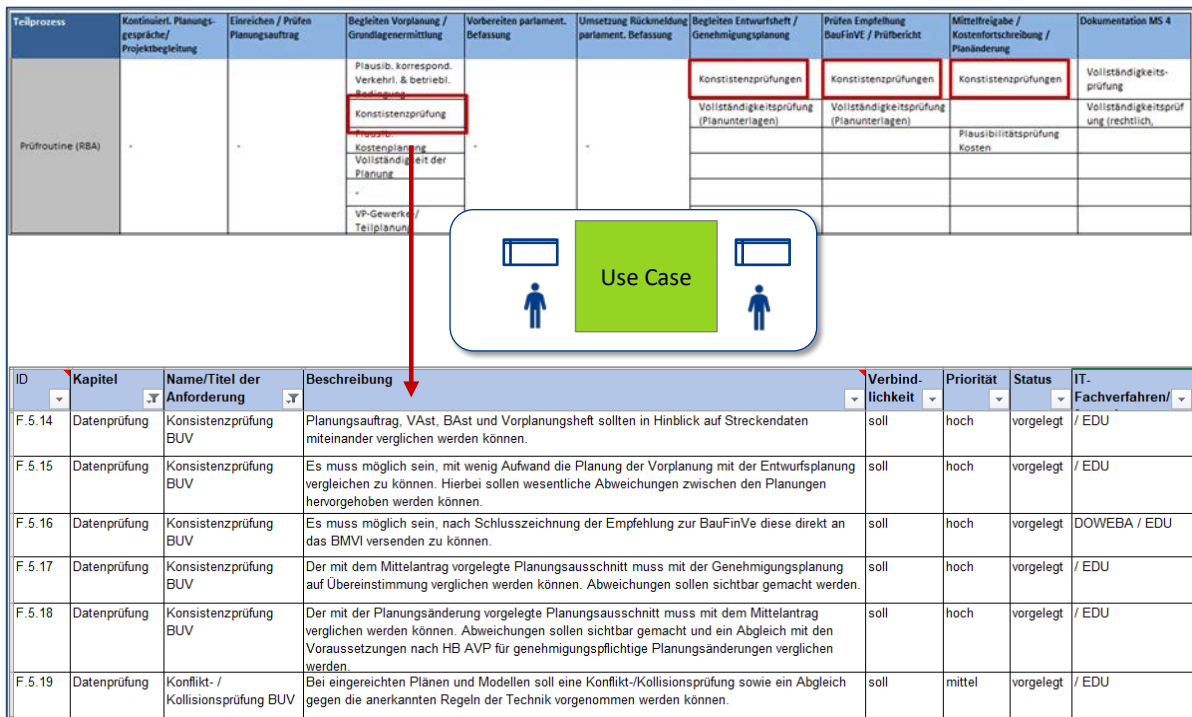 Teilprozess
Kontinuierl. Planungs-
gespräche/
Projektbegleitung
Einreichen / Prüfen
Planungsauftrag
Begleiten Vorplanung /
Grundlagenermittlung
Vorbereiten parlament.
Befassung
Umsetzung Rückmeldung
parlament. Befassung
Begleiten Entwurfsheft /
Genehmigungsplanung
Prüfen Empfelhung
BauFinVE / Prüfbericht
Mittelfreigabe /
Kostenfortschreibung /
Planänderung
Dokumentation MS 4
Prüfroutine (RBA)
-
-
Plausib. korrespond.
Verkehrl. & betriebl.
Bedingung
Konstistenzprüfung
Plausib.
Kostenplanung
Vollständigkeit der
Planung
-
VP-Gewerke /
Teilplanung
-
-
Konstistenzprüfungen
Vollständigkeitsprüfung
(Planunterlagen)
Konstistenzprüfungen
Vollständigkeitsprüfung
(Planunterlagen)
Konstistenzprüfungen
Plausibilitätsprüfung
Kosten
Vollständigkeits-
prüfung
Vollständigkeitsprüf
ung (rechtlich,
Use Case
ID
Kapitel
Name/Titel der
Anforderung
Beschreibung
Verbind-
lichkeit
Priorität
Status
IT-
Fachverfahren/
F.5.14
Datenprüfung
Konsistenzprüfung
BUV
Planungsauftrag, VAst, BAst und Vorplanungsheft sollten in Hinblick auf Streckendaten
miteinander verglichen werden können.
soll
hoch
vorgelegt
/ EDU
F.5.15
Datenprüfung
Konsistenzprüfung
BUV
Es muss möglich sein, mit wenig Aufwand die Planung der Vorplanung mit der Entwurfsplanung
vergleichen zu können. Hierbei sollen wesentliche Abweichungen zwischen den Planungen
hervorgehoben werden können.
soll
hoch
vorgelegt
/ EDU
F.5.16
Datenprüfung
Konsistenzprüfung
BUV
Es muss möglich sein, nach Schlusszeichnung der Empfehlung zur BauFinVe diese direkt an
das BMVI versenden zu können.
soll
hoch
vorgelegt
DOWEBA / EDU
F.5.17
Datenprüfung
Konsistenzprüfung
BUV
Der mit dem Mittelantrag vorgelegte Planungsausschnitt muss mit der Genehmigungsplanung
auf Übereinstimmung verglichen werden können. Abweichungen sollen sichtbar gemacht werden.
soll
hoch
vorgelegt
/ EDU
F.5.18
Datenprüfung
Konsistenzprüfung
BUV
Der mit der Planungsänderung vorgelegte Planungsausschnitt muss mit dem Mittelantrag
verglichen werden können. Abweichungen sollen sichtbar gemacht und ein Abgleich mit den
Voraussetzungen nach HB AVP für genehmigungspflichtige Planungsänderungen verglichen
werden.
soll
hoch
vorgelegt
/ EDU
F.5.19
Datenprüfung
Konflikt- /
Kollisionsprüfung BUV
Bei eingereichten Plänen und Modellen soll eine Konflikt-/Kollisionsprüfung sowie ein Abgleich
gegen die anerkannten Regeln der Technik vorgenommen werden können.
soll
mittel
vorgelegt
/ EDU